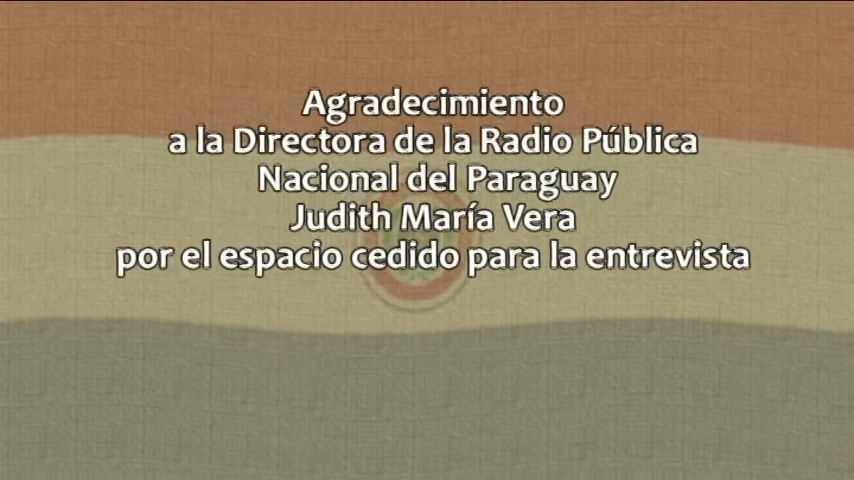 Agradecimiento
a la Directora de la Radio Pública
Nacional del Paraguay
Judith María Vera
por el espacio cedido para la entrevista